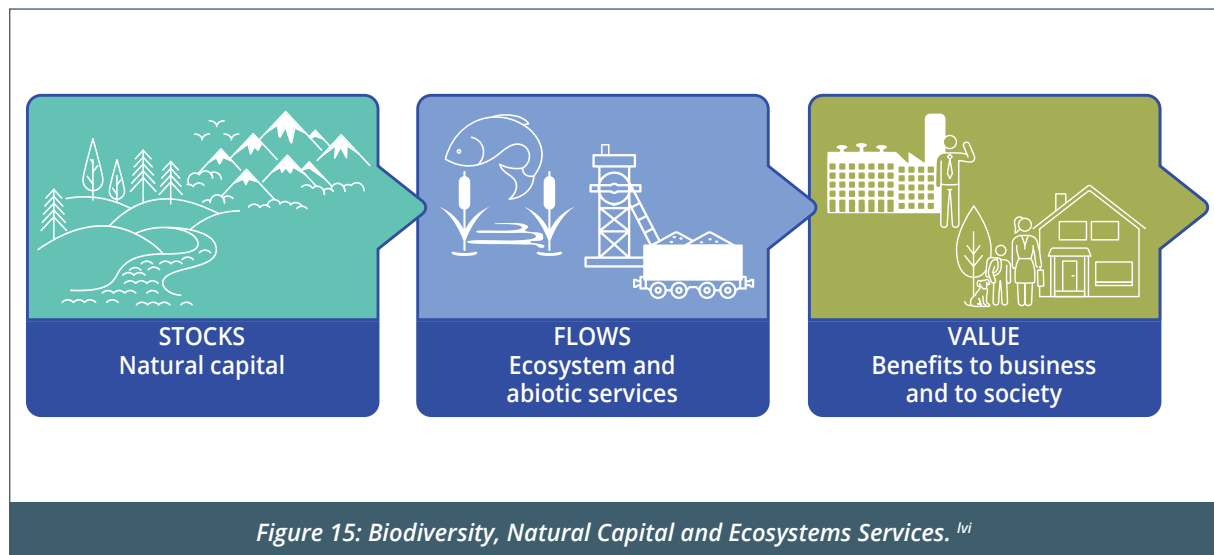 STOCKS
Natural capital
FLOWS
Ecosystem and
abiotic services
VALUE
Benefits to business
and to society
Figure 15: Biodiversity, Natural Capital and Ecosystems Services. lvi